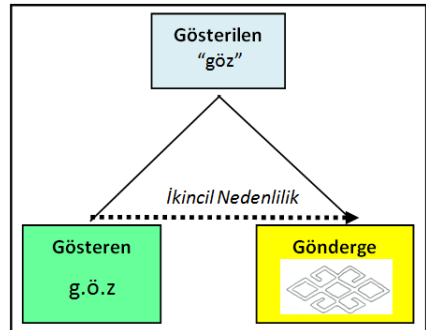 Gösterilen
“göz”
İkincil Nedenlilik
Gösteren
g.ö.z
Gönderge